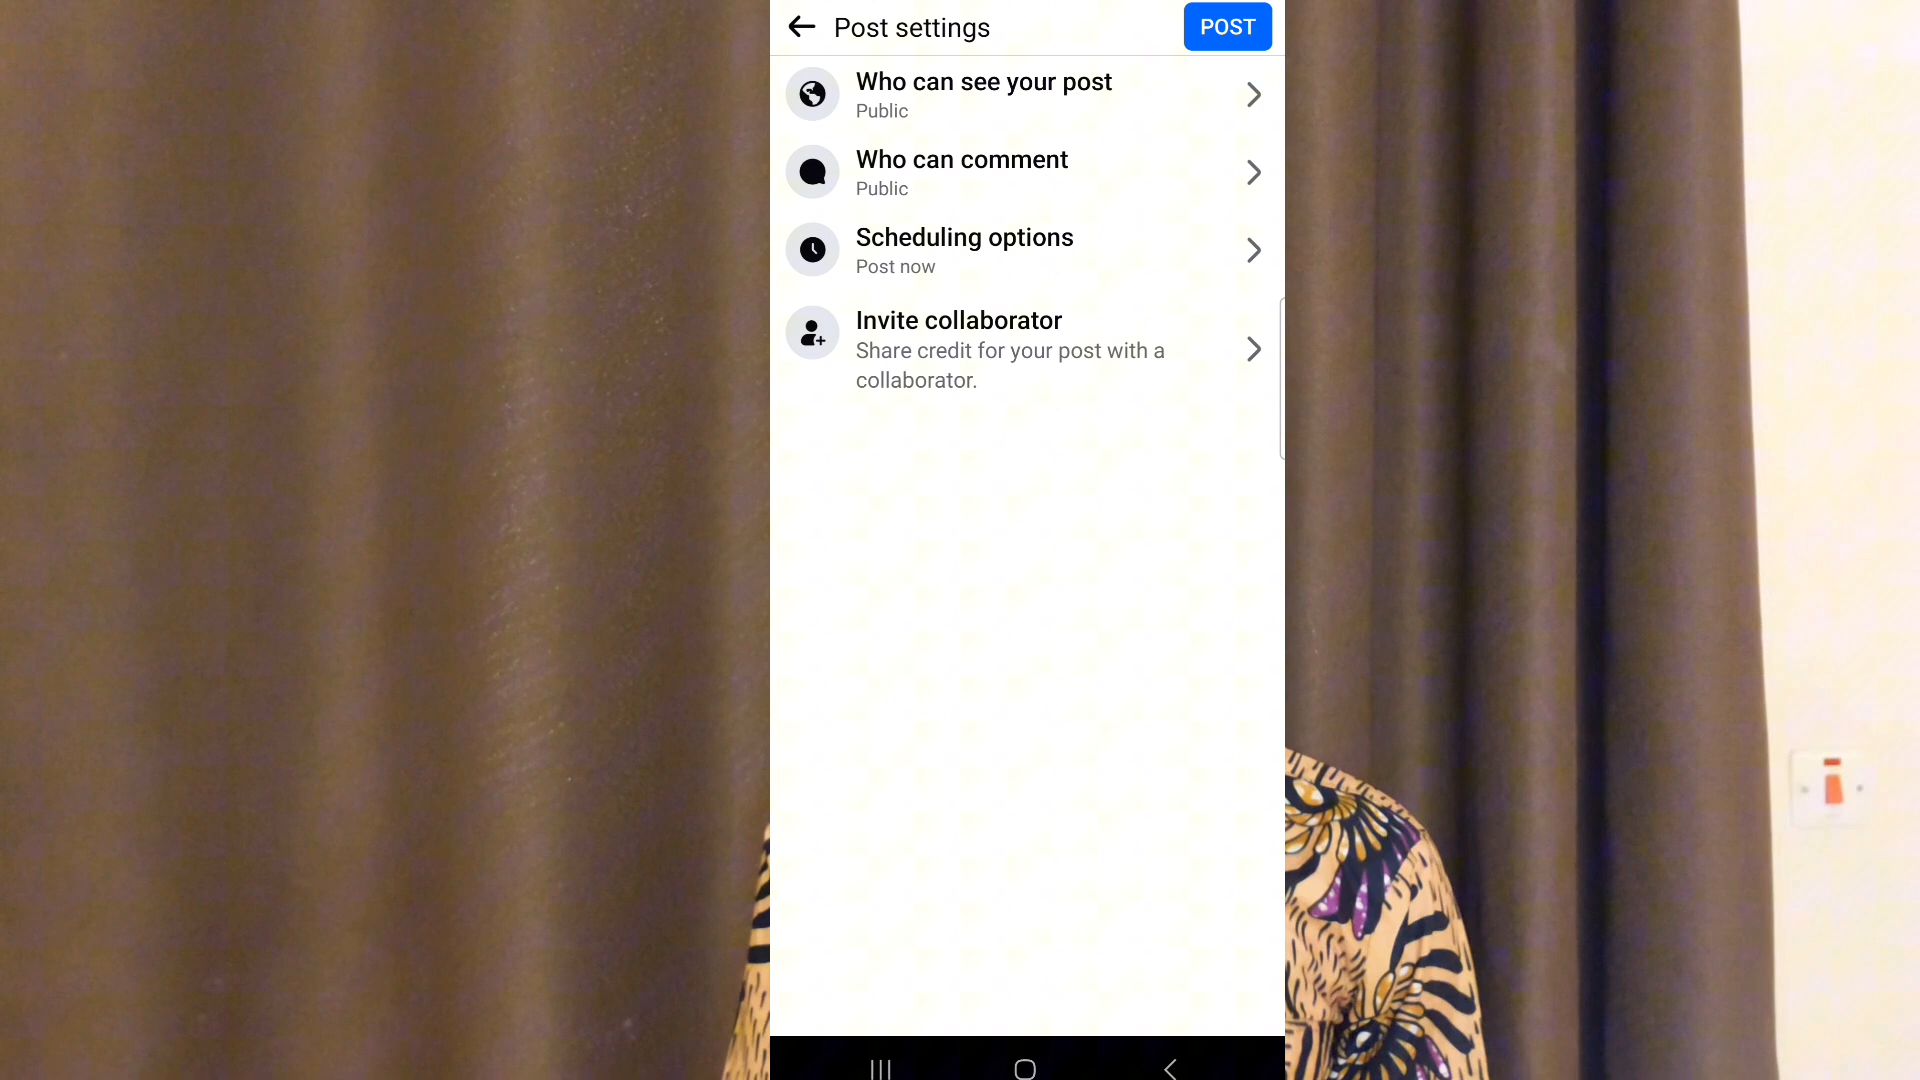 Post settings
POST
Who can see your post
Public
Who can comment
Public
Scheduling options
Post now
Invite collaborator
Share credit for your post with a
collaborator.